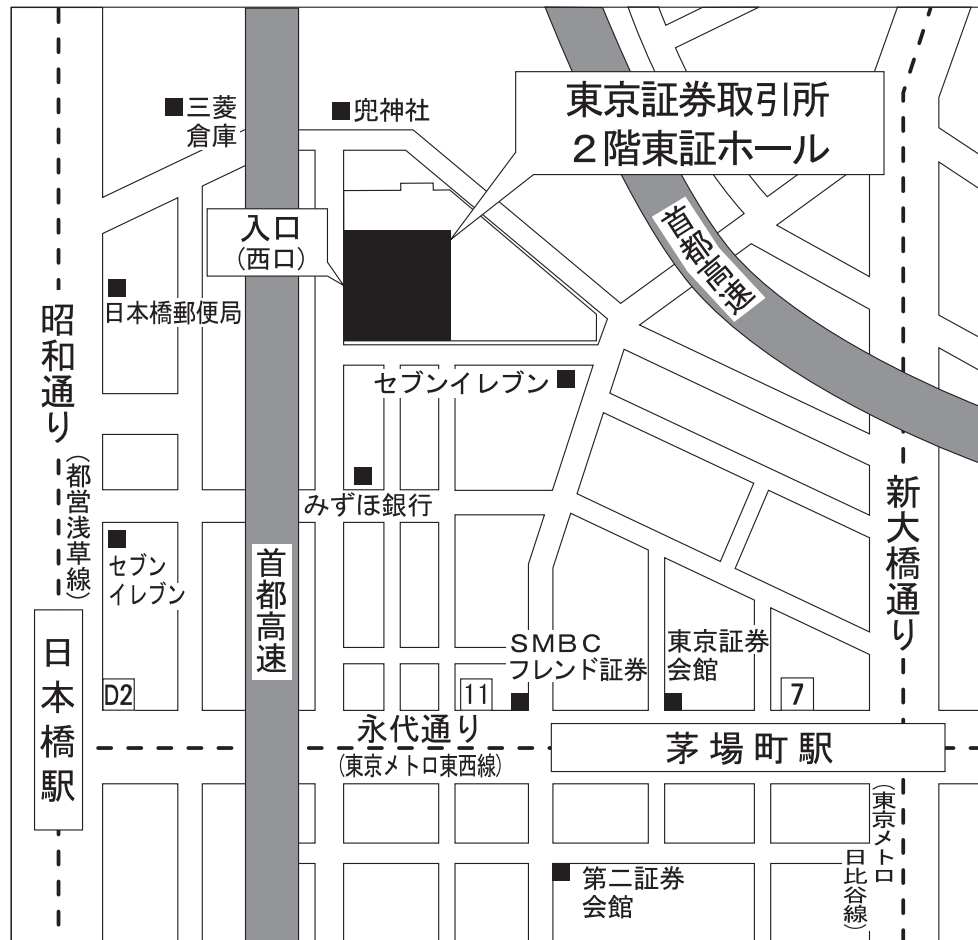 三菱
倉庫
兜神社
東京証券取引所
２階東証ホール
入口
(西口)
首都高速
日本橋郵便局
昭和通り
(都営浅草線)
セブンイレブン
みずほ銀行
新大橋通り
セブン
イレブン
首都高速
日本橋駅
D2
SMBC
フレンド証券
東京証券
会館
11
7
永代通り
(東京メトロ東西線)
茅場町駅
(東京メトロ
日比谷線)
第二証券
会館